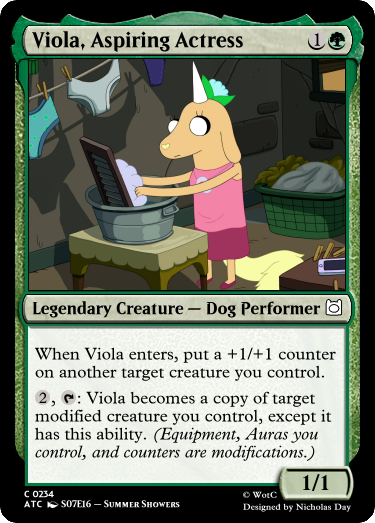 Viola, Aspiring Actress 1
Legendary Creature — Dog Performer
When Viola enters, put a +1/+1 counter
on another target creature you control.
2, : Viola becomes a copy of target
modified creature you control, except it
has this ability. (Equipment, Auras you
control, and counters are modifications.)
1/1
C 0234
ATC S07E16 — Summer Showers
© WotC
Designed by Nicholas Day